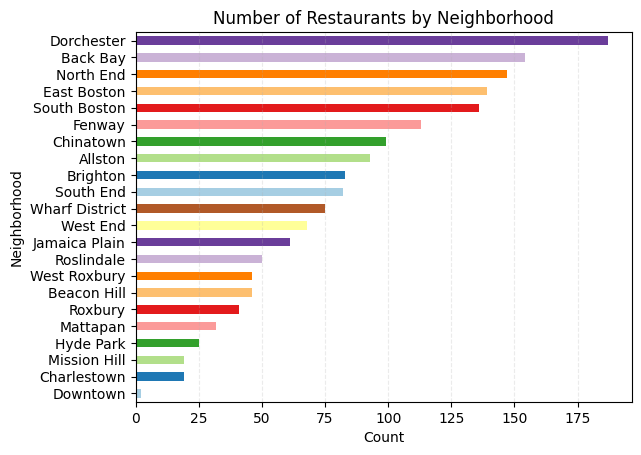 Number of Restaurants by Neighborhood
Dorchester
Back Bay
North End
East Boston
South Boston
Fenway
Chinatown
Allston
Brighton
South End
Wharf District
West End
Jamaica Plain
Roslindale
West Roxbury
Beacon Hill
Roxbury
Mattapan
Hyde Park
Mission Hill
Charlestown
Downtown
Neighborhood
0 25 50 75 100 125 150 175
Count